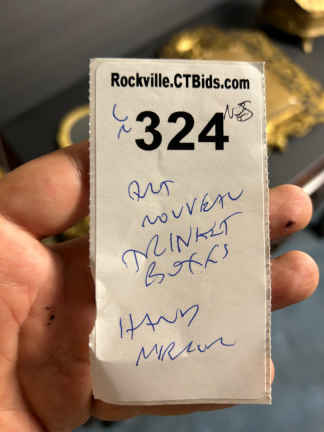 Rockville.CTBids.com
324
ART
NOUVEAU
TRINKET
BOXES
HAND
MIRROR